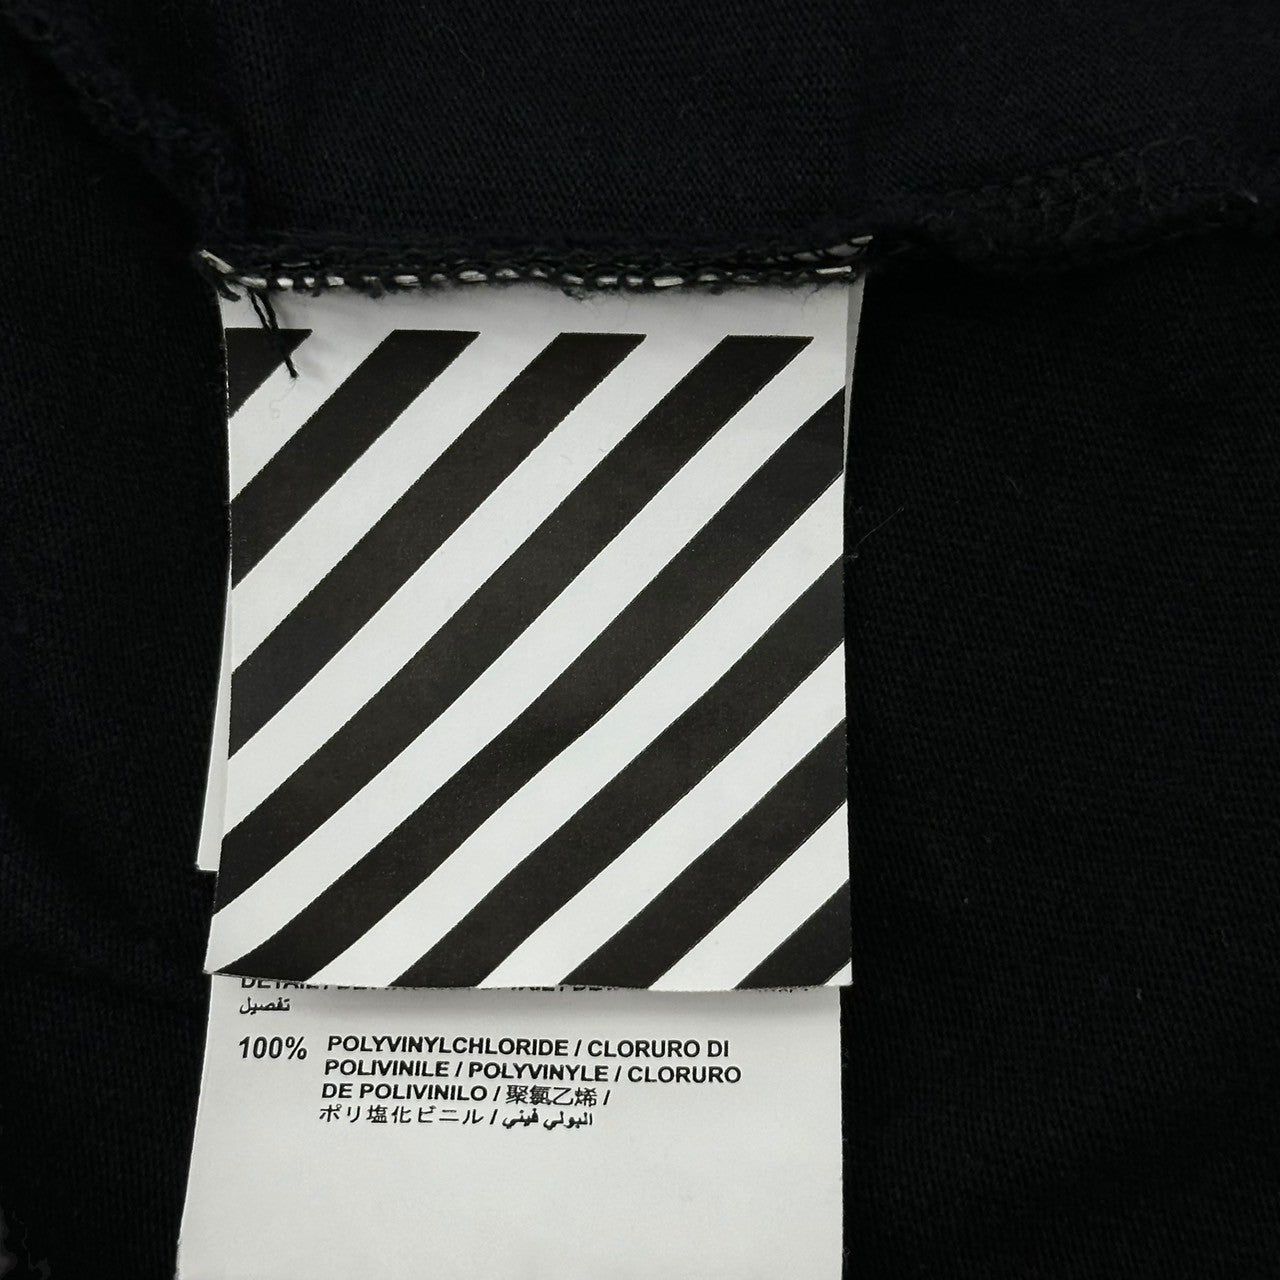 تفصيل
100% POLYVINYLCHLORIDE / CLORURO DI
POLIVINILE / POLYVINYLE / CLORURO
DE POLIVINILO / 聚氯乙烯 /
ポリ塩化ビニル / البولي فيني